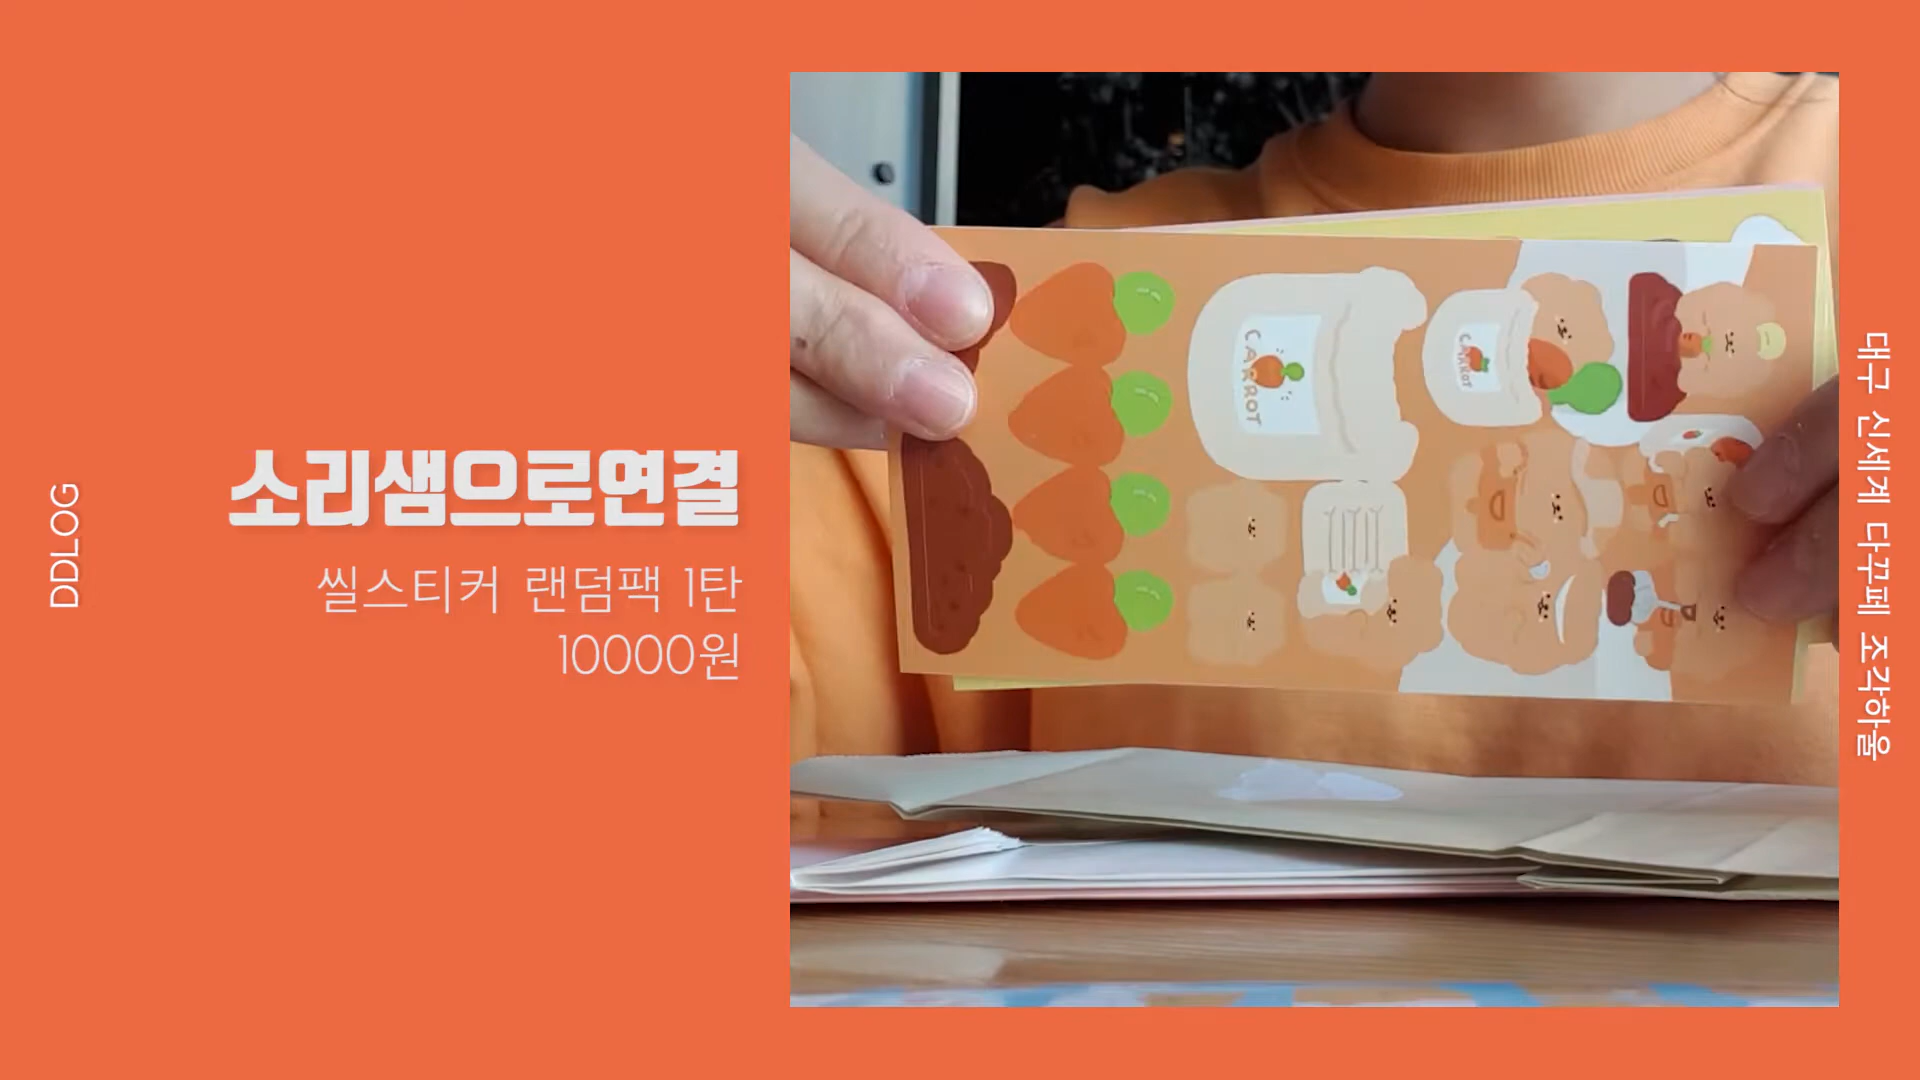 DDLOG
소리샘으로연결
씰스티커 랜덤팩 1탄
10000원
CARROT
CARROT
대구 신세계 다꾸페 조각하울